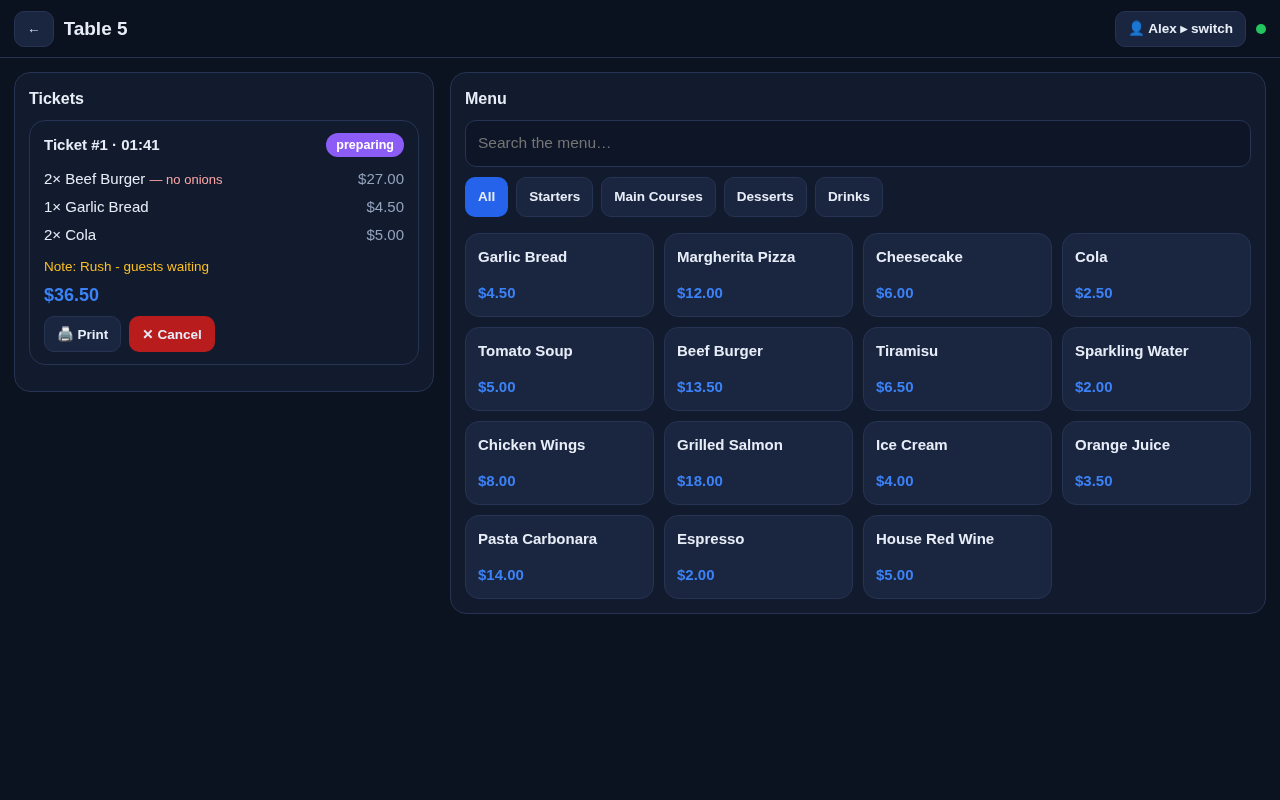 ← Table 5
👤 Alex ▸ switch
Tickets
Ticket #1 · 01:41 preparing
2× Beef Burger — no onions $27.00
1× Garlic Bread $4.50
2× Cola $5.00
Note: Rush - guests waiting
$36.50
🖨️ Print ✕ Cancel
Menu
Search the menu…
All Starters Main Courses Desserts Drinks
Garlic Bread Margherita Pizza Cheesecake Cola
$4.50 $12.00 $6.00 $2.50
Tomato Soup Beef Burger Tiramisu Sparkling Water
$5.00 $13.50 $6.50 $2.00
Chicken Wings Grilled Salmon Ice Cream Orange Juice
$8.00 $18.00 $4.00 $3.50
Pasta Carbonara Espresso House Red Wine
$14.00 $2.00 $5.00